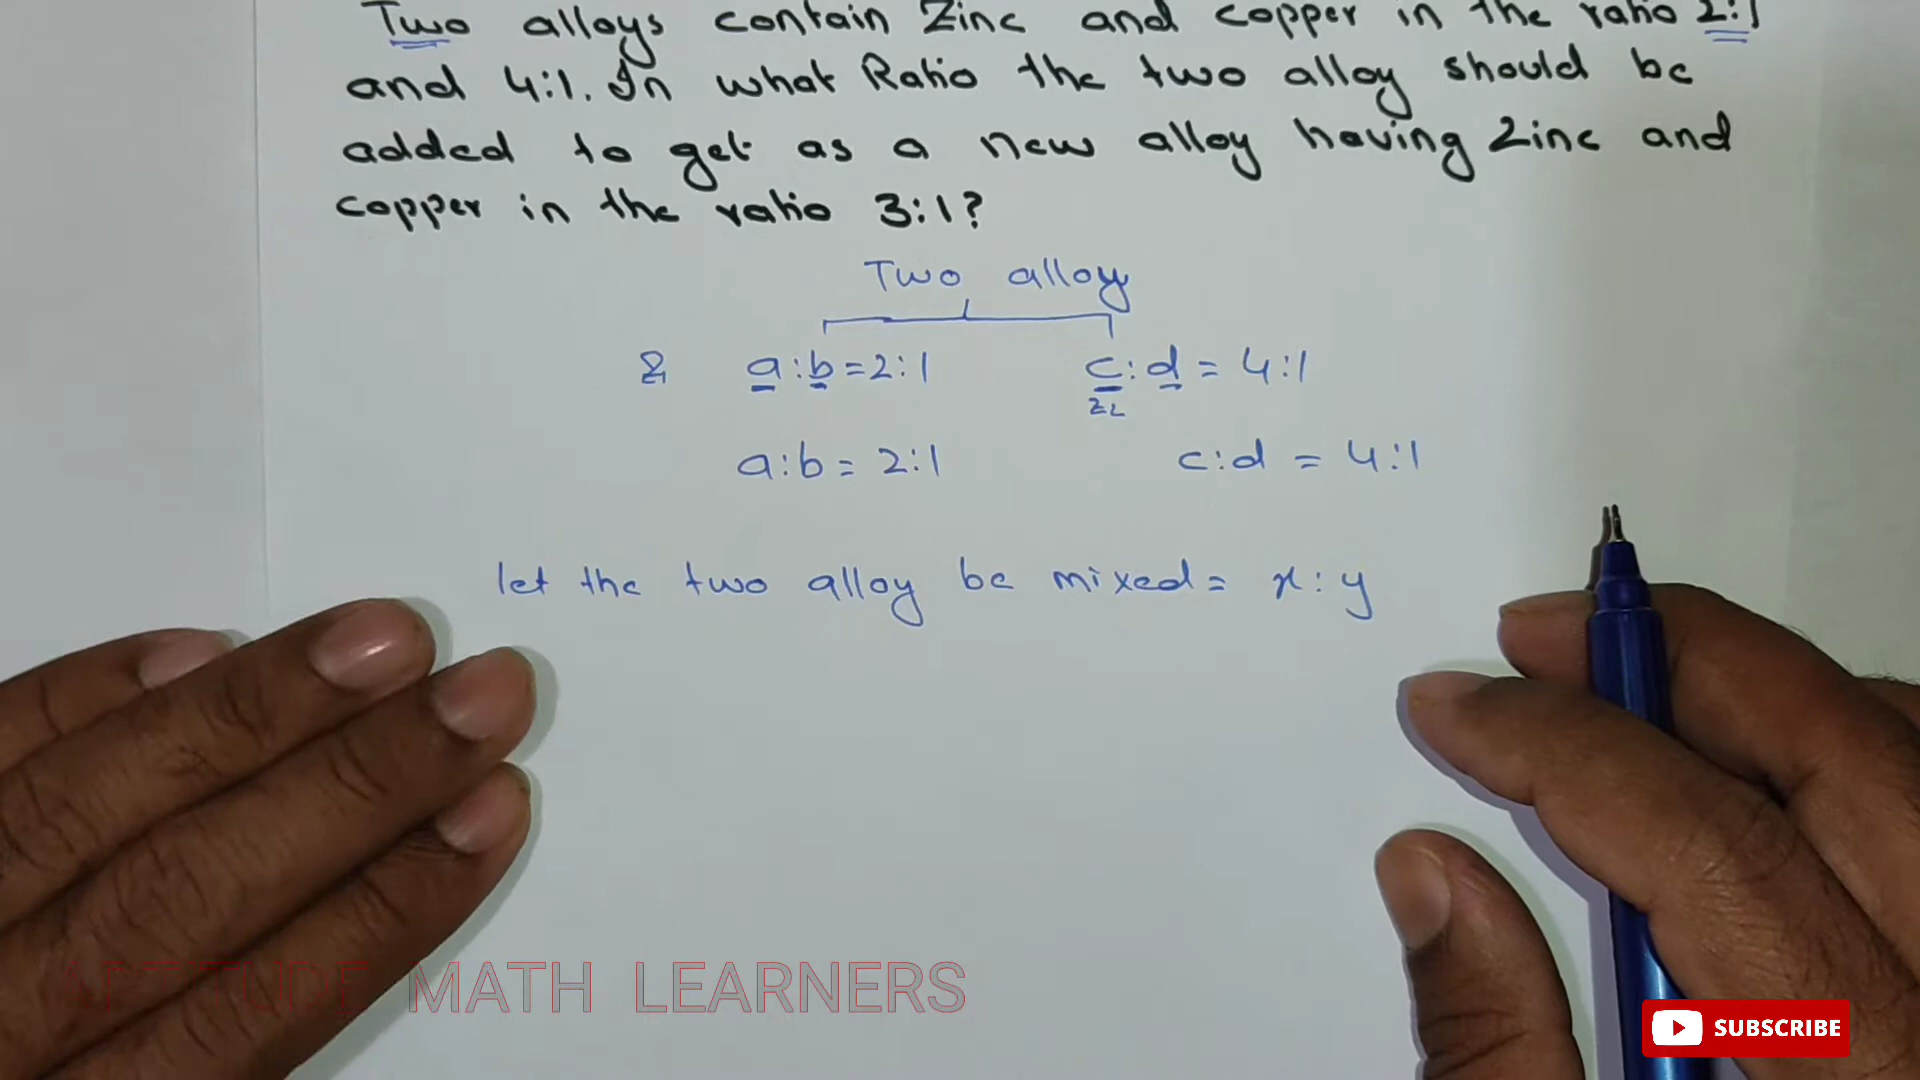 Two alloys contain Zinc and copper in the ratio 2:1
and 4:1. In what Ratio the two alloy should be
added to get as a new alloy having Zinc and
copper in the ratio 3:1?
Two alloy
& a:b=2:1 c:d = 4:1
a:b = 2:1 c:d = 4:1
let the two alloy be mixed = x:y
APTITUDE MATH LEARNERS
SUBSCRIBE